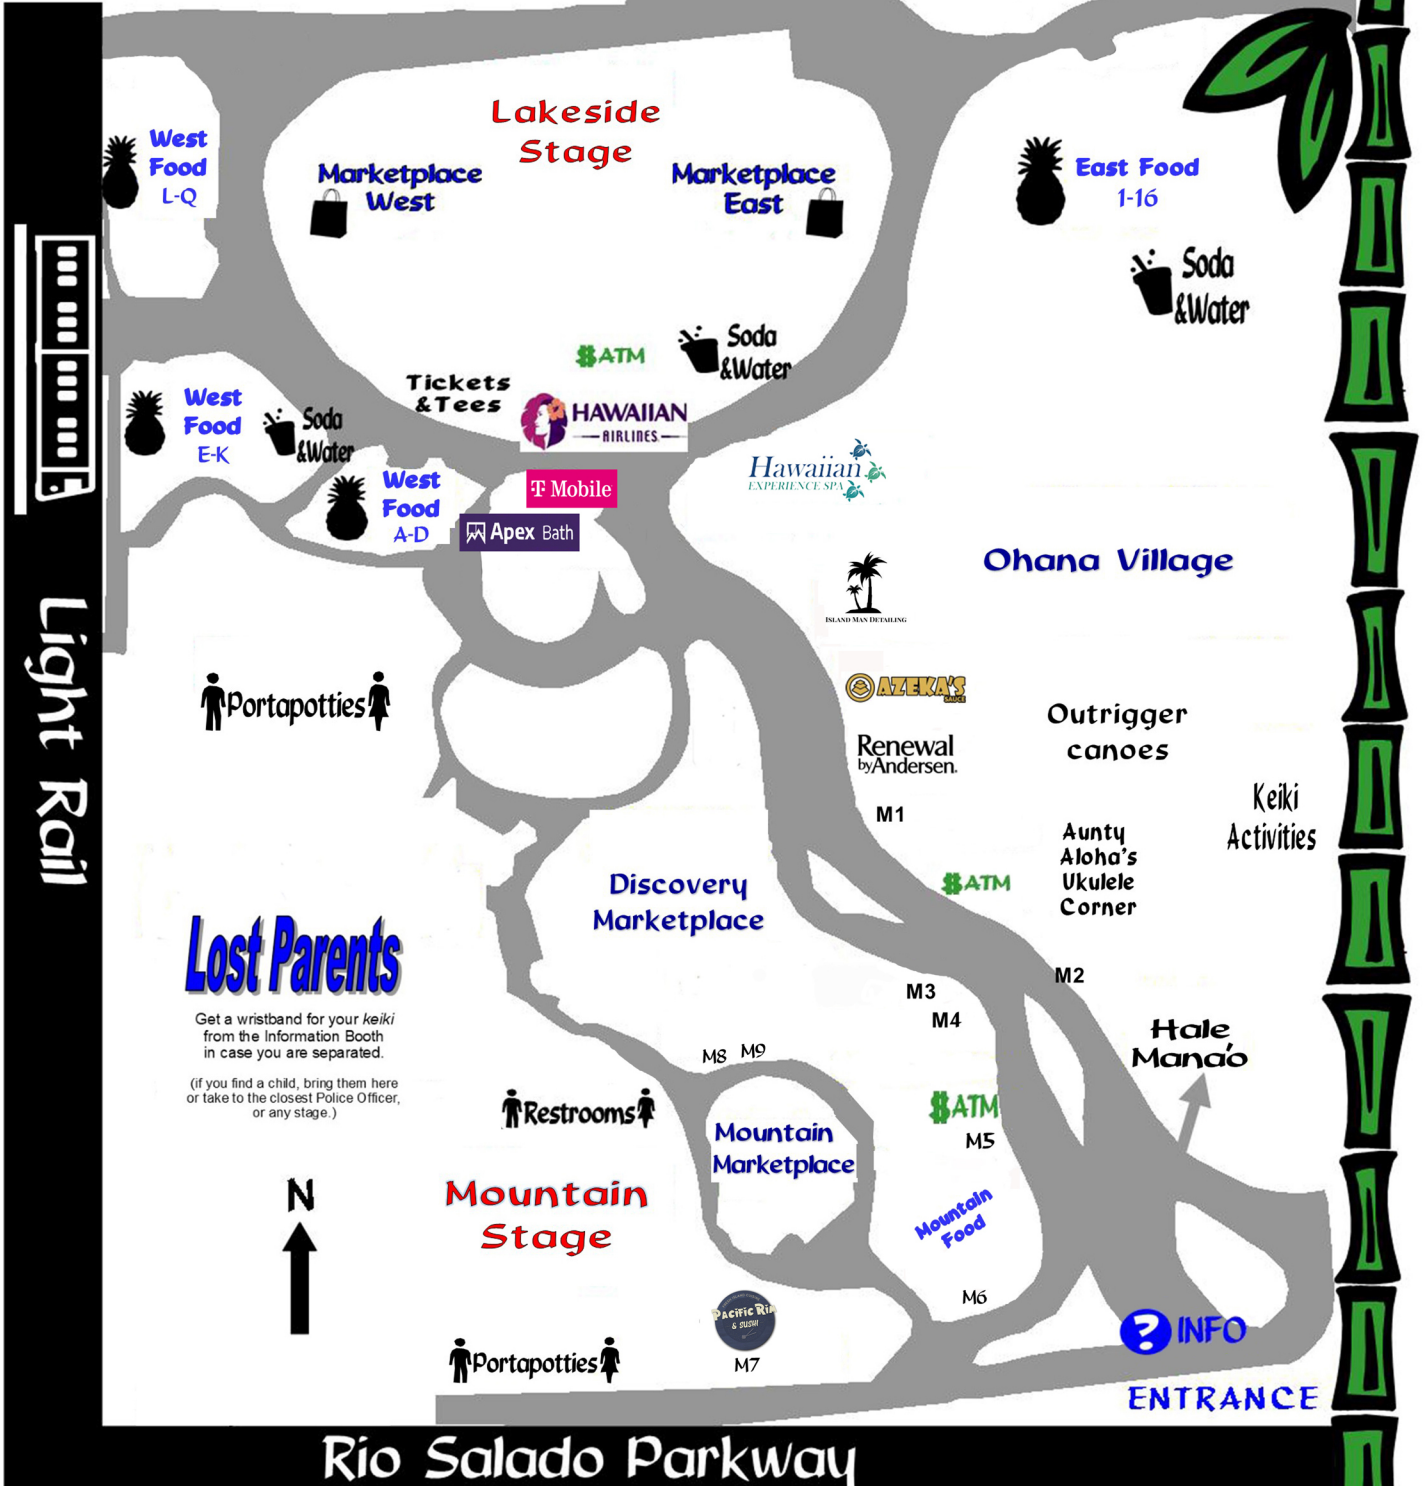 Lakeside
Stage
West
Food
L-Q
Marketplace
West
Marketplace
East
East Food
1-16
Soda
&Water
$ATM
Soda
&Water
Tickets
&Tees
HAWAIIAN
AIRLINES
West
Food
E-K
Soda
&Water
West
Food
A-D
T Mobile
Apex Bath
Hawaiian
EXPERIENCE SPA
Ohana Village
ISLAND MAN DETAILING
Light Rail
Portapotties
AZEKA'S
SAUCE
Outrigger
canoes
Renewal
byAndersen.
M1
Keiki
Activities
Aunty
Aloha's
Ukulele
Corner
$ATM
Discovery
Marketplace
Lost Parents
Get a wristband for your keiki
from the Information Booth
in case you are separated.
(if you find a child, bring them here
or take to the closest Police Officer,
or any stage.)
M2
M3
M4
Hale
Mana'o
M8 M9
$ATM
M5
Restrooms
Mountain
Marketplace
Mountain
Stage
N
Mountain
Food
M6
PACIFIC RIM
& SUSHI
M7
Portapotties
? INFO
ENTRANCE
Rio Salado Parkway